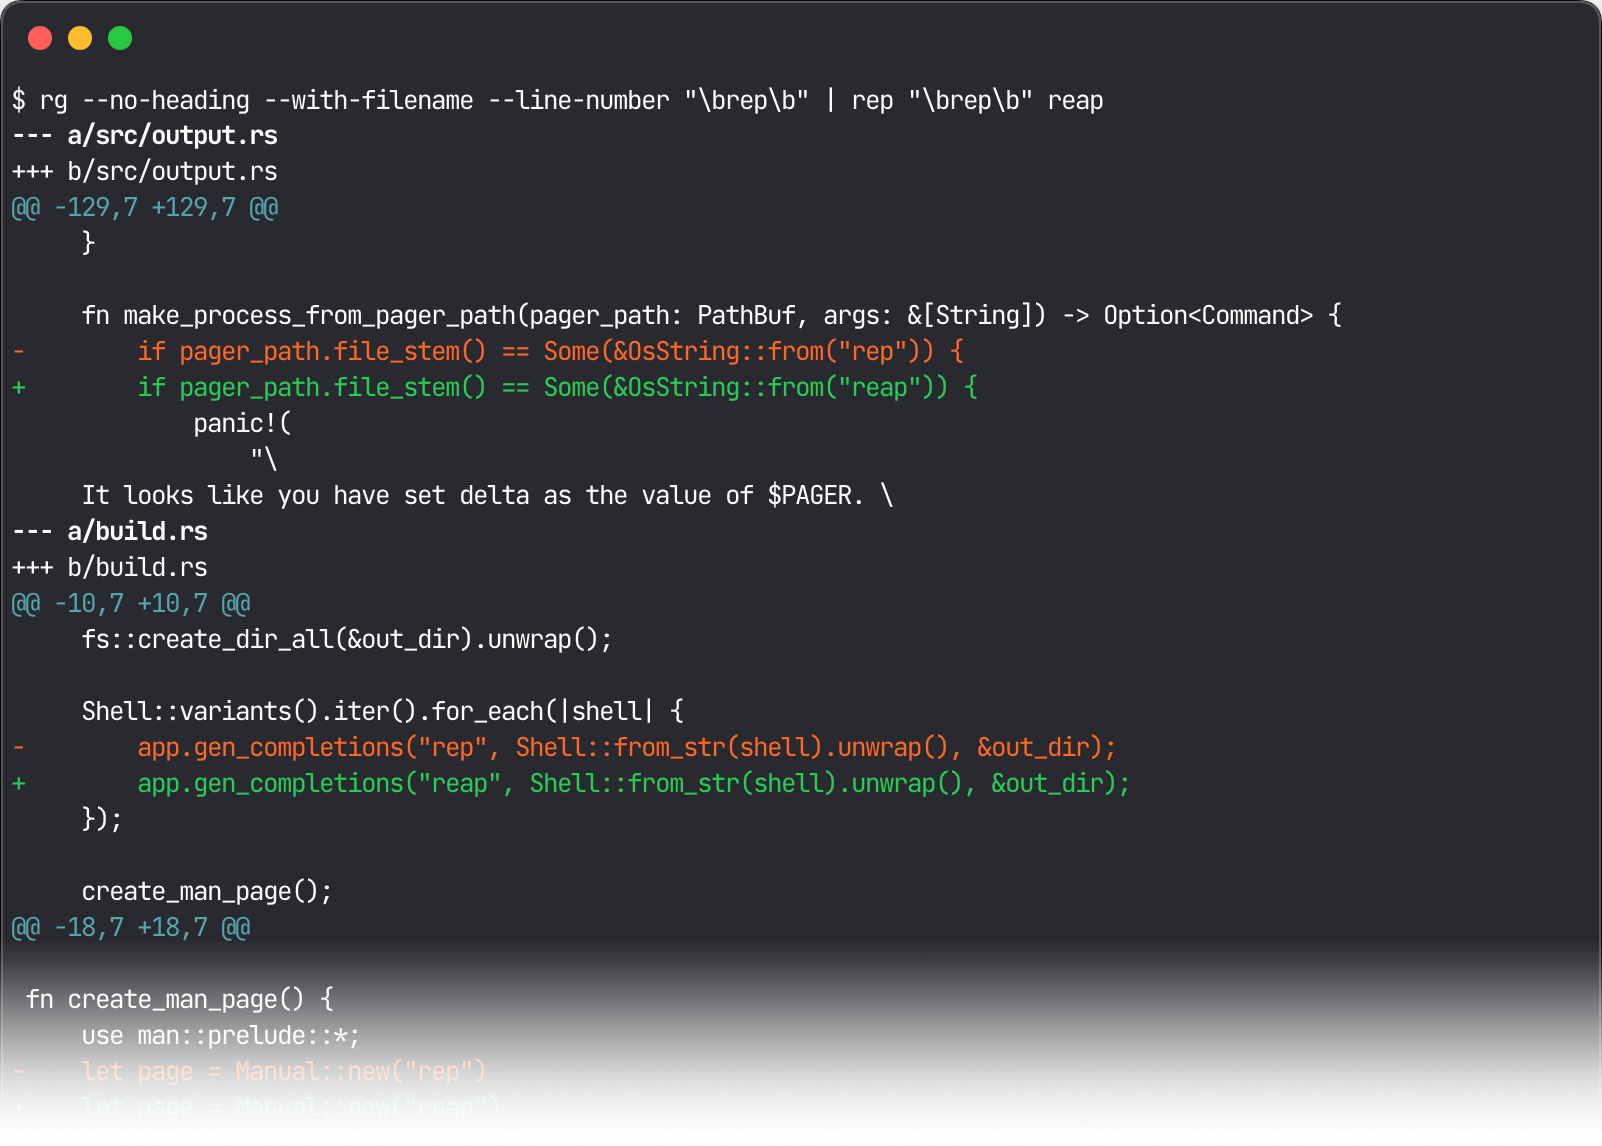 $ rg --no-heading --with-filename --line-number "\brep\b" | rep "\brep\b" reap
--- a/src/output.rs
+++ b/src/output.rs
@@ -129,7 +129,7 @@
     }
     fn make_process_from_pager_path(pager_path: PathBuf, args: &[String]) -> Option<Command> {
-        if pager_path.file_stem() == Some(&OsString::from("rep")) {
+        if pager_path.file_stem() == Some(&OsString::from("reap")) {
             panic!(
                 "\
     It looks like you have set delta as the value of $PAGER. \
--- a/build.rs
+++ b/build.rs
@@ -10,7 +10,7 @@
     fs::create_dir_all(&out_dir).unwrap();
     Shell::variants().iter().for_each(|shell| {
-        app.gen_completions("rep", Shell::from_str(shell).unwrap(), &out_dir);
+        app.gen_completions("reap", Shell::from_str(shell).unwrap(), &out_dir);
     });
     create_man_page();
@@ -18,7 +18,7 @@
 fn create_man_page() {
     use man::prelude::*;
-    let page = Manual::new("rep")
+    let page = Manual::new("reap")